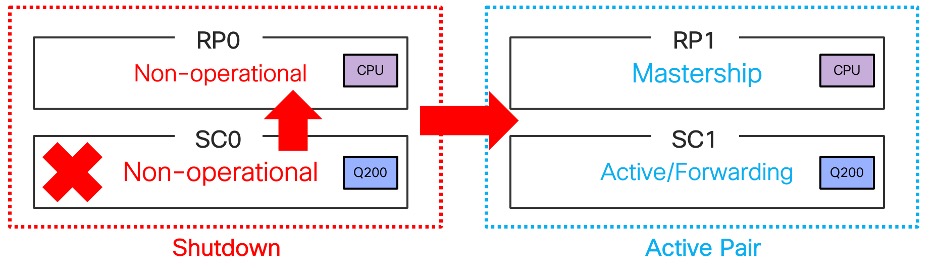 RP0
Non-operational
CPU
SC0
Non-operational
Q200
Shutdown
RP1
Mastership
CPU
SC1
Active/Forwarding
Q200
Active Pair